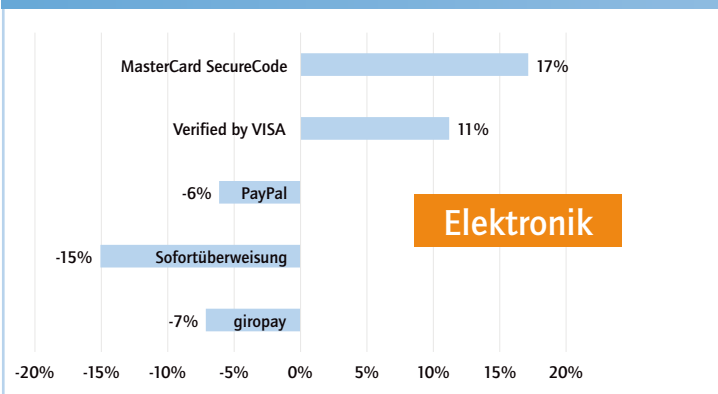 MasterCard SecureCode 17%
Verified by VISA 11%
-6% PayPal
Elektronik
-15% Sofortüberweisung
-7% giropay
-20% -15% -10% -5% 0% 5% 10% 15% 20%